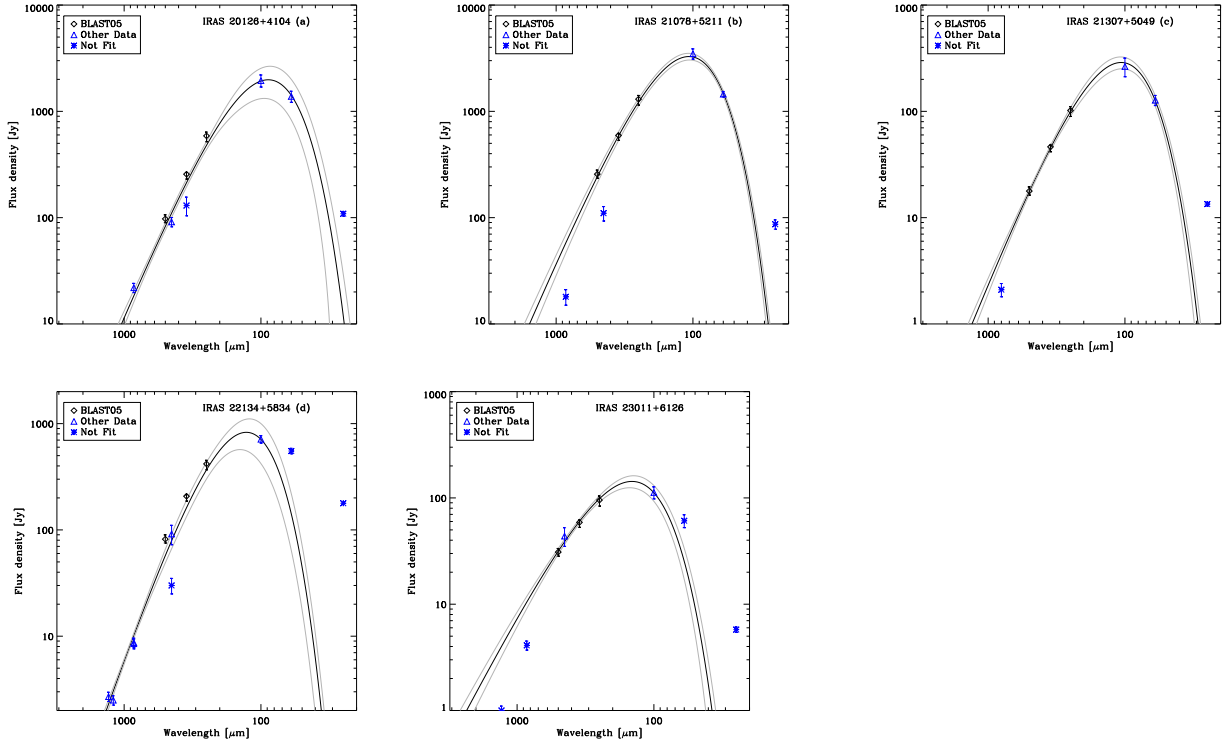 IRAS 20126+4104 (a)
BLAST05
Other Data
Not Fit
10000
1000
100
10
Flux density [Jy]
1000
100
Wavelength [μm]
IRAS 21078+5211 (b)
BLAST05
Other Data
Not Fit
10000
1000
100
10
Flux density [Jy]
1000
100
Wavelength [μm]
IRAS 21307+5049 (c)
BLAST05
Other Data
Not Fit
1000
100
10
1
Flux density [Jy]
1000
100
Wavelength [μm]
IRAS 22134+5834 (d)
BLAST05
Other Data
Not Fit
1000
100
10
Flux density [Jy]
1000
100
Wavelength [μm]
IRAS 23011+6126
BLAST05
Other Data
Not Fit
1000
100
10
1
Flux density [Jy]
1000
100
Wavelength [μm]